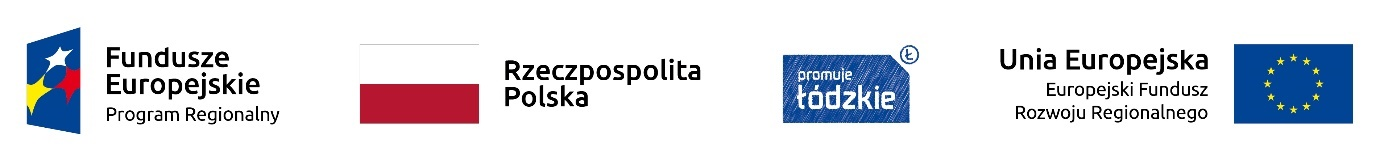 Fundusze
Europejskie
Program Regionalny
Rzeczpospolita
Polska
promuje
łódzkie
Ł
Unia Europejska
Europejski Fundusz
Rozwoju Regionalnego